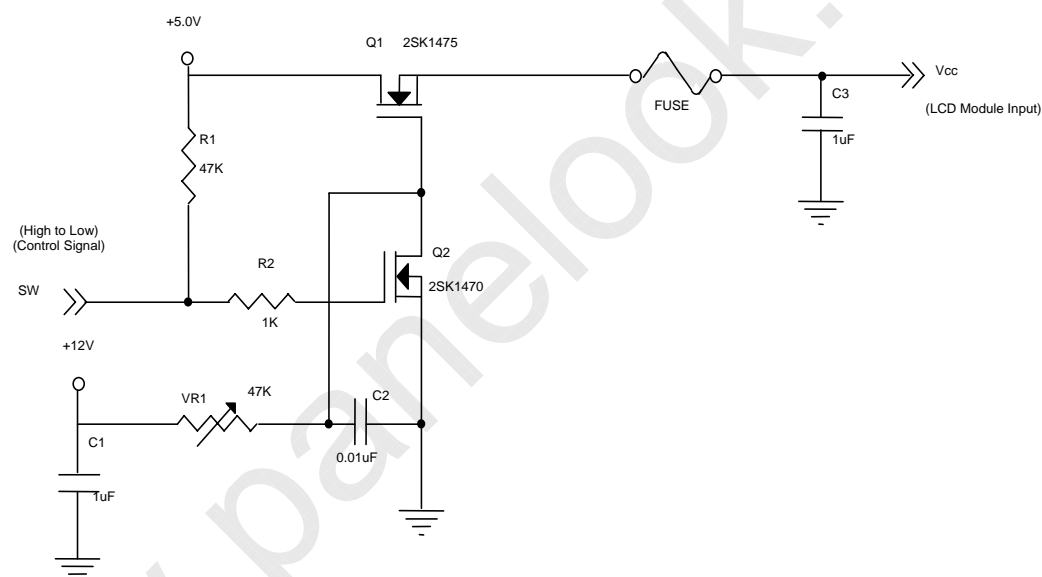 +5.0V
Q1 2SK1475
Vcc
FUSE
C3
(LCD Module Input)
R1
47K
1uF
(High to Low)
(Control Signal)
Q2
R2
SW
2SK1470
1K
+12V
VR1
47K
C2
C1
0.01uF
1uF
panelook.